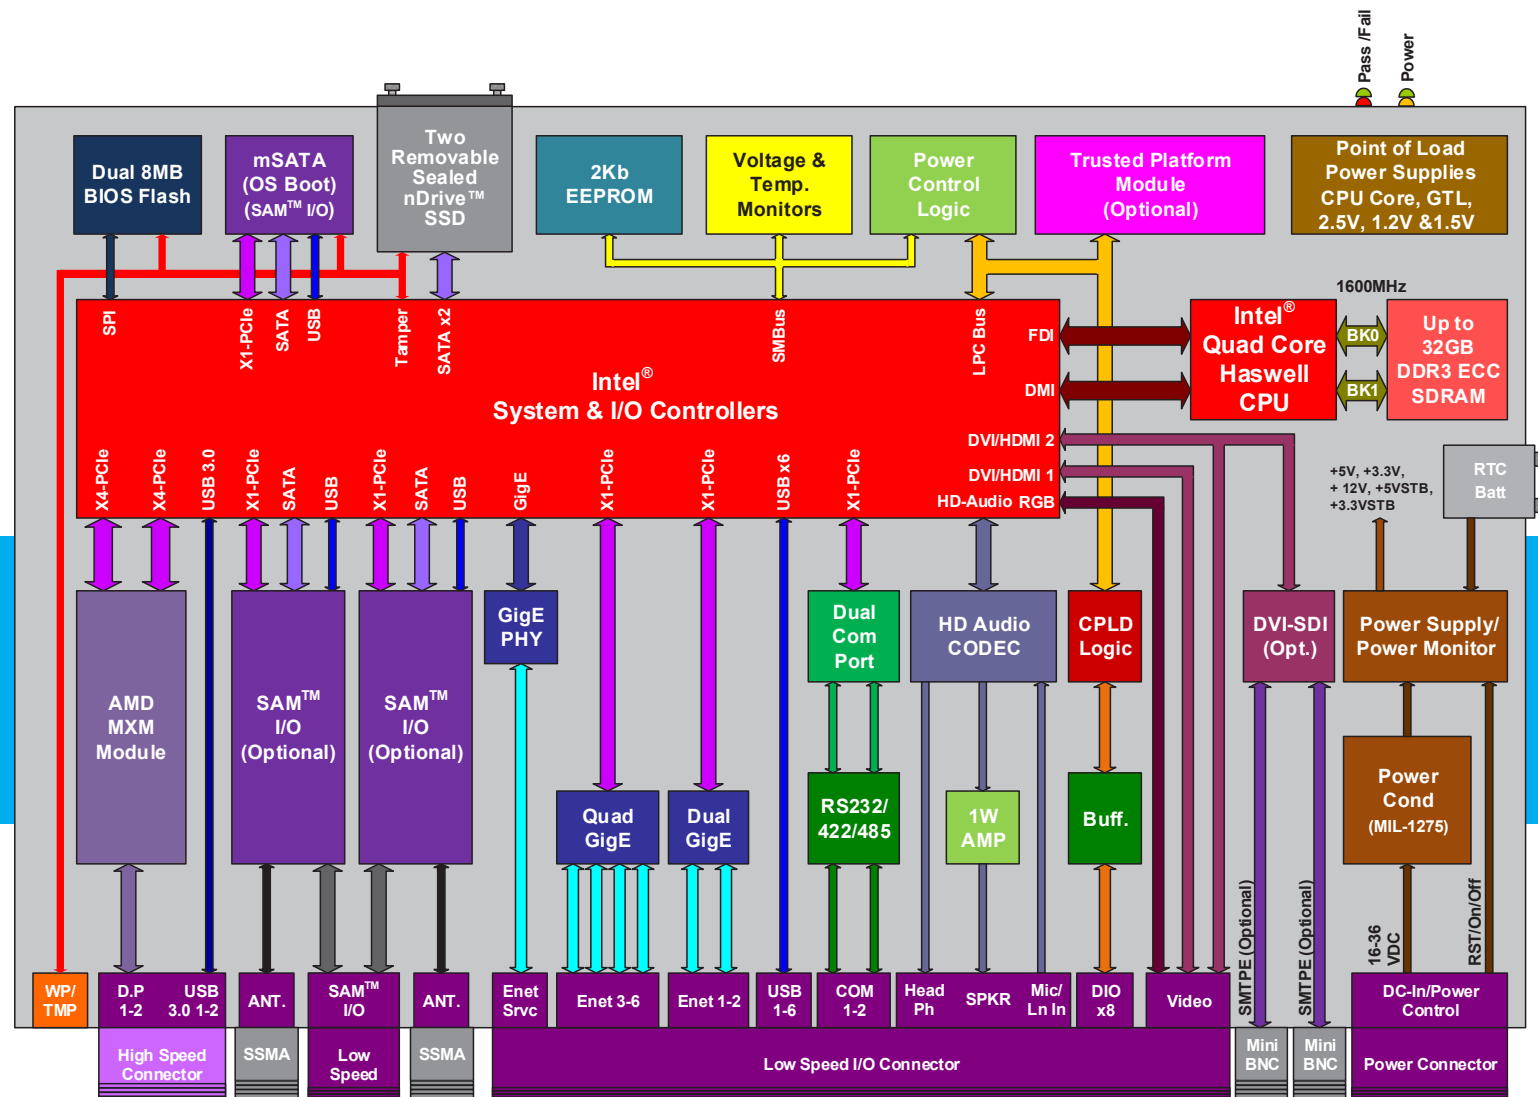 Pass /Fail
Power
Dual 8MB
BIOS Flash
mSATA
(OS Boot)
(SAM™ I/O)
Two
Removable
Sealed
nDrive™
SSD
2Kb
EEPROM
Voltage &
Temp.
Monitors
Power
Control
Logic
Trusted Platform
Module
(Optional)
Point of Load
Power Supplies
CPU Core, GTL,
2.5V, 1.2V &1.5V
SPI
X1-PCIe
SATA
USB
Tamper
SATA x2
SMBus
LPC Bus
FDI
DMI
DVI/HDMI 2
DVI/HDMI 1
HD-Audio RGB
Intel®
System & I/O Controllers
Intel®
Quad Core
Haswell
CPU
1600MHz
BK0
BK1
Up to
32GB
DDR3 ECC
SDRAM
X4-PCIe
X4-PCIe
USB 3.0
X1-PCIe
SATA
USB
X1-PCIe
SATA
USB
GigE
X1-PCIe
X1-PCIe
USB x6
X1-PCIe
+5V, +3.3V,
+ 12V, +5VSTB,
+3.3VSTB
RTC
Batt
AMD
MXM
Module
SAM™
I/O
(Optional)
SAM™
I/O
(Optional)
GigE
PHY
Dual
Com
Port
HD Audio
CODEC
CPLD
Logic
DVI-SDI
(Opt.)
Power Supply/
Power Monitor
Quad
GigE
Dual
GigE
RS232/
422/485
1W
AMP
Buff.
Power
Cond
(MIL-1275)
SMTPE (Optional)
SMTPE (Optional)
16-36
VDC
RST/On/Off
WP/
TMP
D.P
1-2
USB
3.0 1-2
ANT.
SAM™
I/O
ANT.
Enet
Srvc
Enet 3-6
Enet 1-2
USB
1-6
COM
1-2
Head
Ph
SPKR
Mic/
Ln In
DIO
x8
Video
DC-In/Power
Control
High Speed
Connector
SSMA
Low
Speed
SSMA
Low Speed I/O Connector
Mini
BNC
Mini
BNC
Power Connector